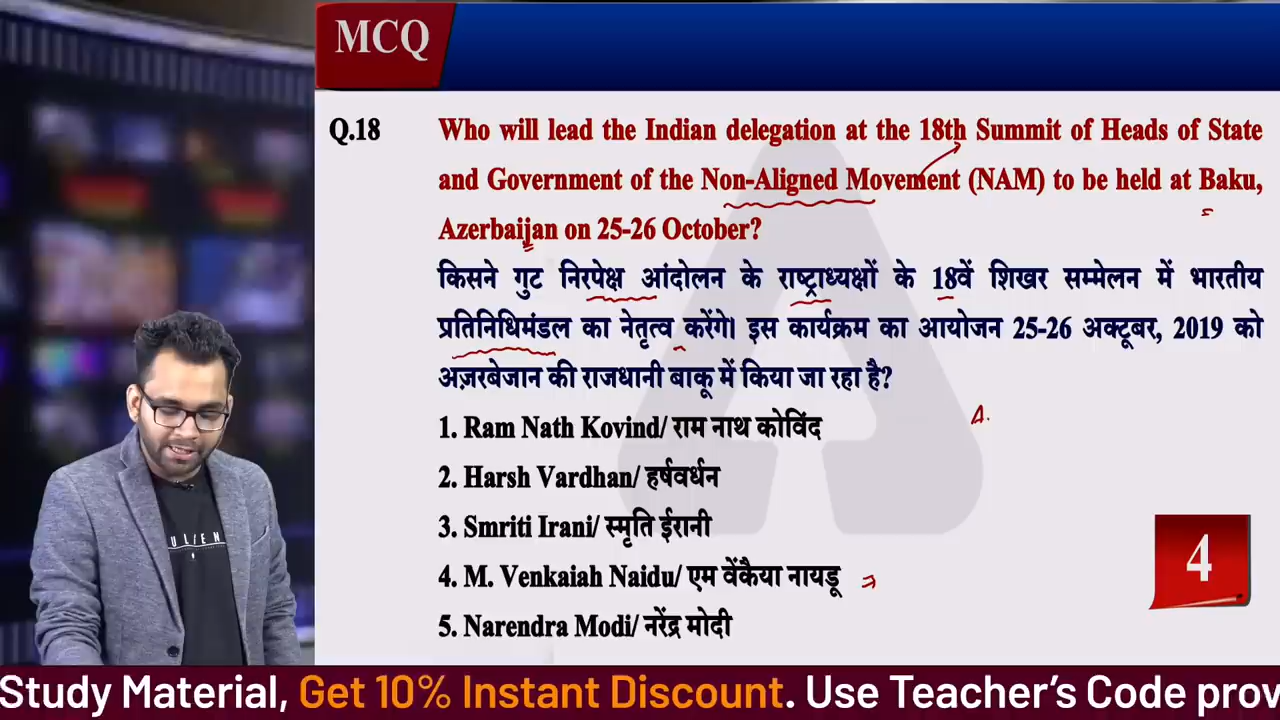 MCQ
Q.18 Who will lead the Indian delegation at the 18th Summit of Heads of State
and Government of the Non-Aligned Movement (NAM) to be held at Baku,
Azerbaijan on 25-26 October?
किसने गुट निरपेक्ष आंदोलन के राष्ट्राध्यक्षों के 18वें शिखर सम्मेलन में भारतीय
प्रतिनिधिमंडल का नेतृत्व करेंगे। इस कार्यक्रम का आयोजन 25-26 अक्टूबर, 2019 को
अज़रबेजान की राजधानी बाकू में किया जा रहा है?
1. Ram Nath Kovind/ राम नाथ कोविंद
2. Harsh Vardhan/ हर्षवर्धन
3. Smriti Irani/ स्मृति ईरानी
4. M. Venkaiah Naidu/ एम वेंकैया नायडू
5. Narendra Modi/ नरेंद्र मोदी
4
Study Material, Get 10% Instant Discount. Use Teacher's Code prov